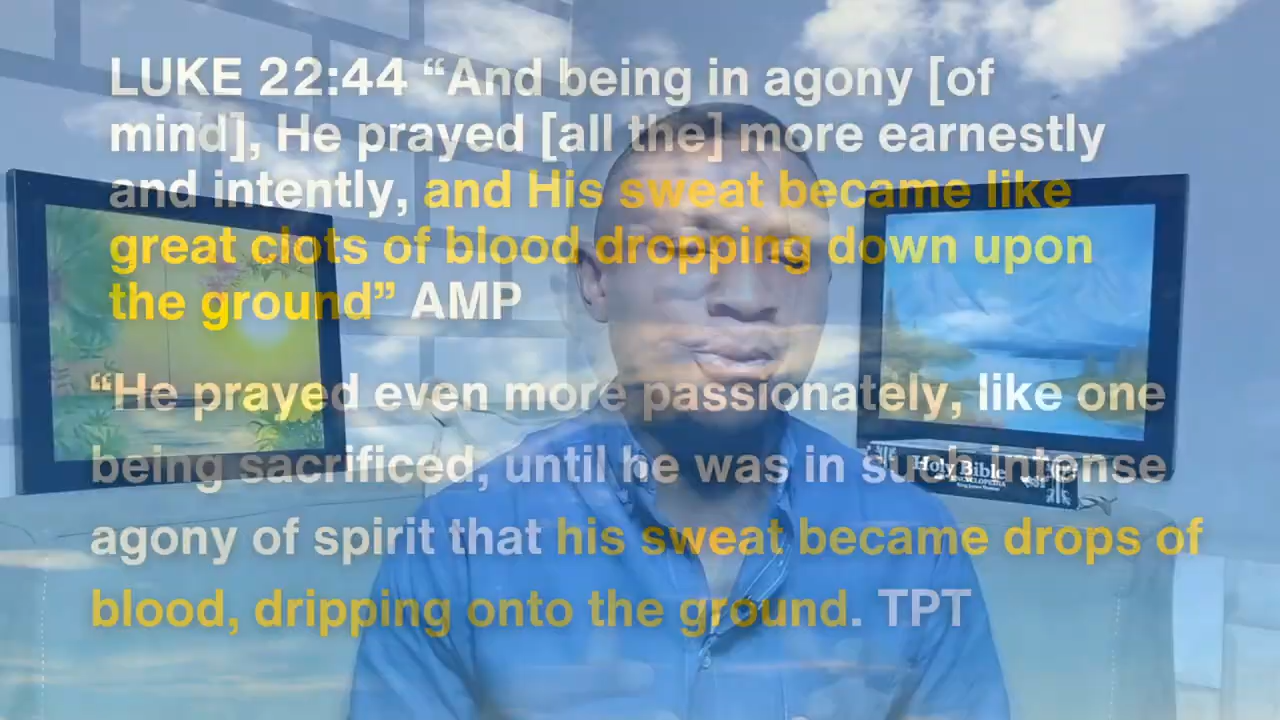 LUKE 22:44 “And being in agony [of
mind], He prayed [all the] more earnestly
and intently, and His sweat became like
great clots of blood dropping down upon
the ground” AMP
“He prayed even more passionately, like one
being sacrificed, until he was in such intense
agony of spirit that his sweat became drops of
blood, dripping onto the ground. TPT
Holy Bible
ENCYCLOPEDIA